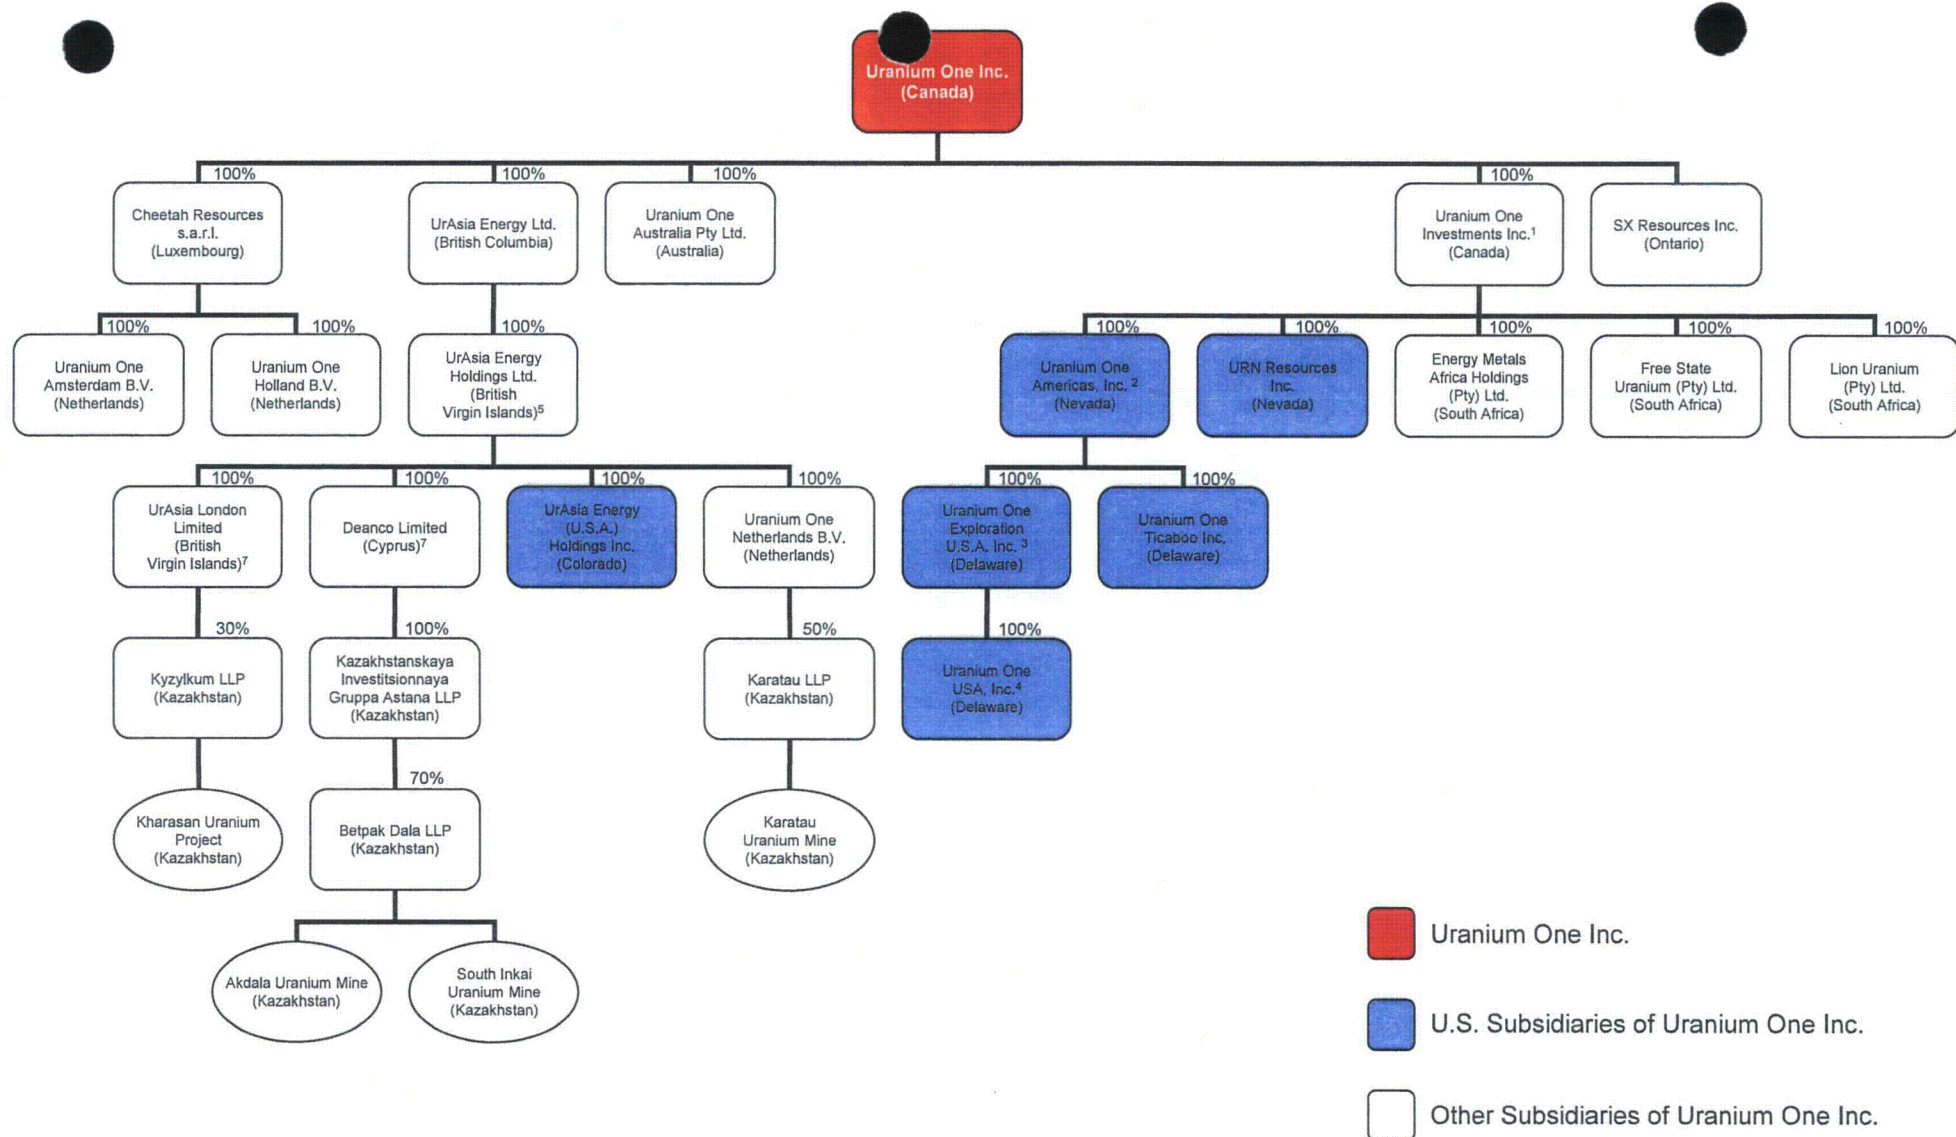 Uranium One Inc.
(Canada)
100%
100%
100%
100%
Cheetah Resources
s.a.r.l.
(Luxembourg)
UrAsia Energy Ltd.
(British Columbia)
Uranium One
Australia Pty Ltd.
(Australia)
Uranium One
Investments Inc.¹
(Canada)
SX Resources Inc.
(Ontario)
100%
100%
100%
100%
100%
100%
100%
100%
Uranium One
Amsterdam B.V.
(Netherlands)
Uranium One
Holland B.V.
(Netherlands)
UrAsia Energy
Holdings Ltd.
(British
Virgin Islands)⁵
Uranium One
Americas, Inc. ²
(Nevada)
URN Resources
Inc.
(Nevada)
Energy Metals
Africa Holdings
(Pty) Ltd.
(South Africa)
Free State
Uranium (Pty) Ltd.
(South Africa)
Lion Uranium
(Pty) Ltd.
(South Africa)
100%
100%
100%
100%
100%
100%
UrAsia London
Limited
(British
Virgin Islands)⁷
Deanco Limited
(Cyprus)⁷
UrAsia Energy
(U.S.A.)
Holdings Inc.
(Colorado)
Uranium One
Netherlands B.V.
(Netherlands)
Uranium One
Exploration
U.S.A. Inc. ³
(Delaware)
Uranium One
Ticaboo Inc.
(Delaware)
30%
100%
50%
100%
Kyzylkum LLP
(Kazakhstan)
Kazakhstanskaya
Investitsionnaya
Gruppa Astana LLP
(Kazakhstan)
Karatau LLP
(Kazakhstan)
Uranium One
USA, Inc.⁴
(Delaware)
70%
Kharasan Uranium
Project
(Kazakhstan)
Betpak Dala LLP
(Kazakhstan)
Karatau
Uranium Mine
(Kazakhstan)
Akdala Uranium Mine
(Kazakhstan)
South Inkai
Uranium Mine
(Kazakhstan)
Uranium One Inc.
U.S. Subsidiaries of Uranium One Inc.
Other Subsidiaries of Uranium One Inc.